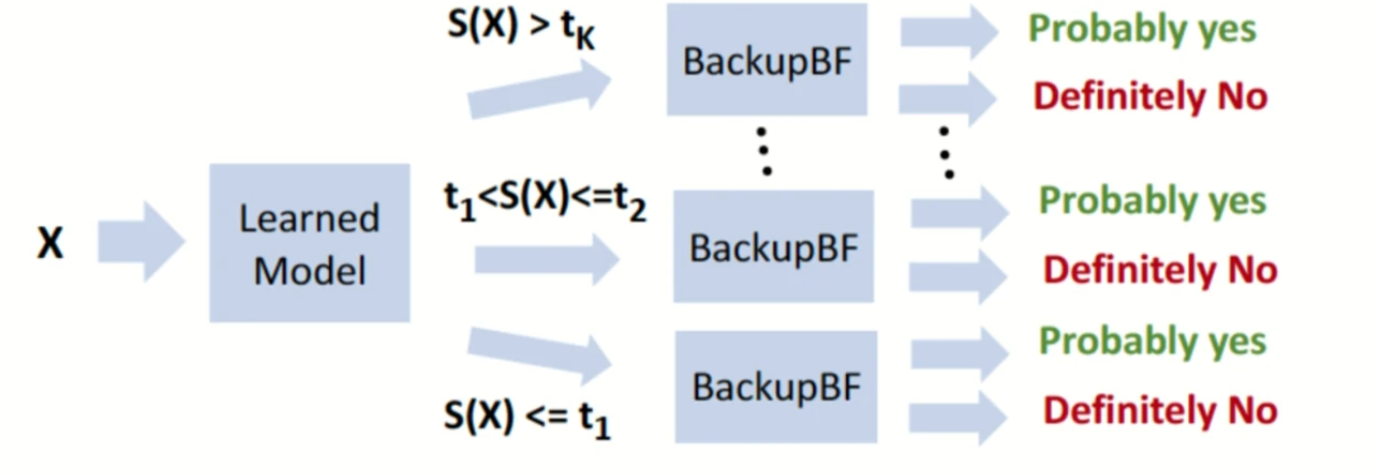 S(X) > tK
BackupBF
Probably yes
Definitely No
X
Learned
Model
t1<S(X)<=t2
BackupBF
Probably yes
Definitely No
S(X) <= t1
BackupBF
Probably yes
Definitely No